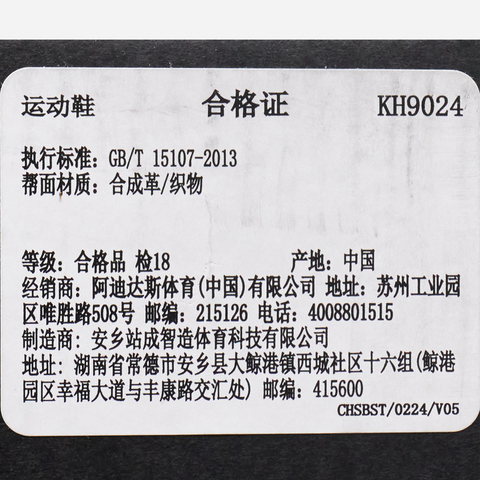 运动鞋 合格证 KH9024
执行标准: GB/T 15107-2013
帮面材质: 合成革/织物
等级: 合格品 检18 产地: 中国
经销商: 阿迪达斯体育(中国)有限公司 地址: 苏州工业园
区唯胜路508号 邮编: 215126 电话: 4008801515
制造商: 安乡站成智造体育科技有限公司
地址: 湖南省常德市安乡县大鲸港镇西城社区十六组(鲸港
园区幸福大道与丰康路交汇处) 邮编: 415600
CHSBST/0224/V05